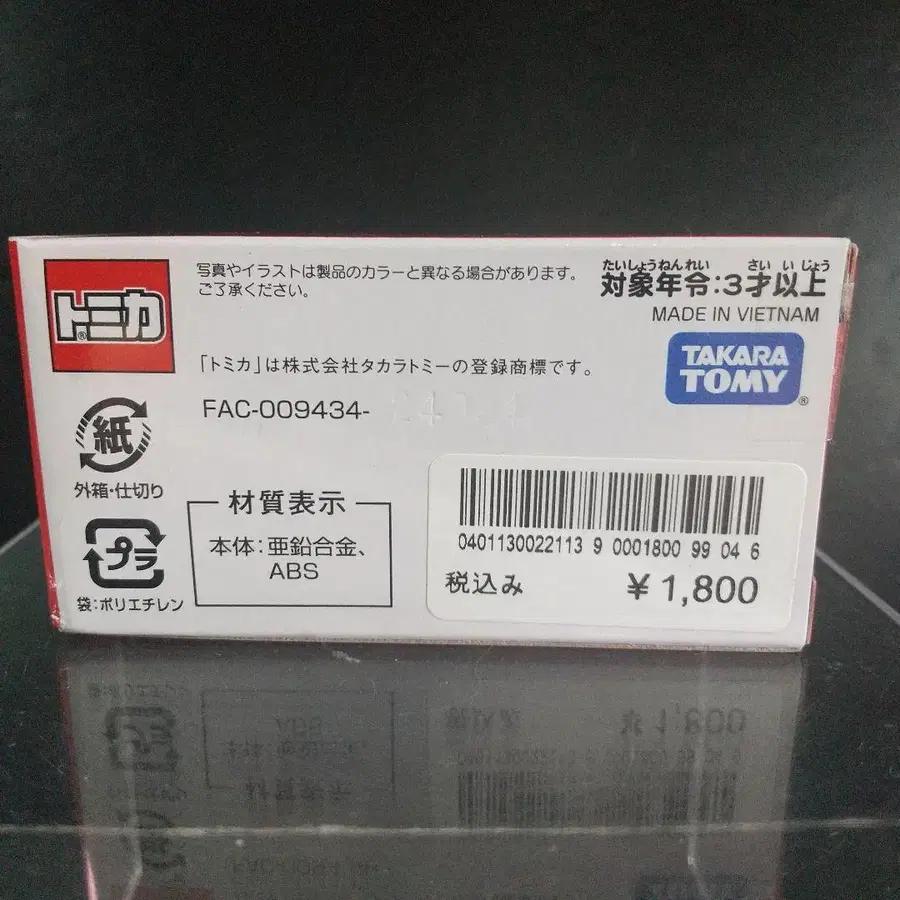 トミカ®
写真やイラストは製品のカラーと異なる場合があります。
ご了承ください。
たいしょうねんれい さい い じょう
対象年令:3才以上
MADE IN VIETNAM
TAKARA
TOMY®
「トミカ」は株式会社タカラトミーの登録商標です。
FAC-009434-
紙
外箱・仕切り
プラ
袋:ポリエチレン
材質表示
本体:亜鉛合金、
ABS
0401130022113 9 0001800 99 04 6
税込み ¥1,800